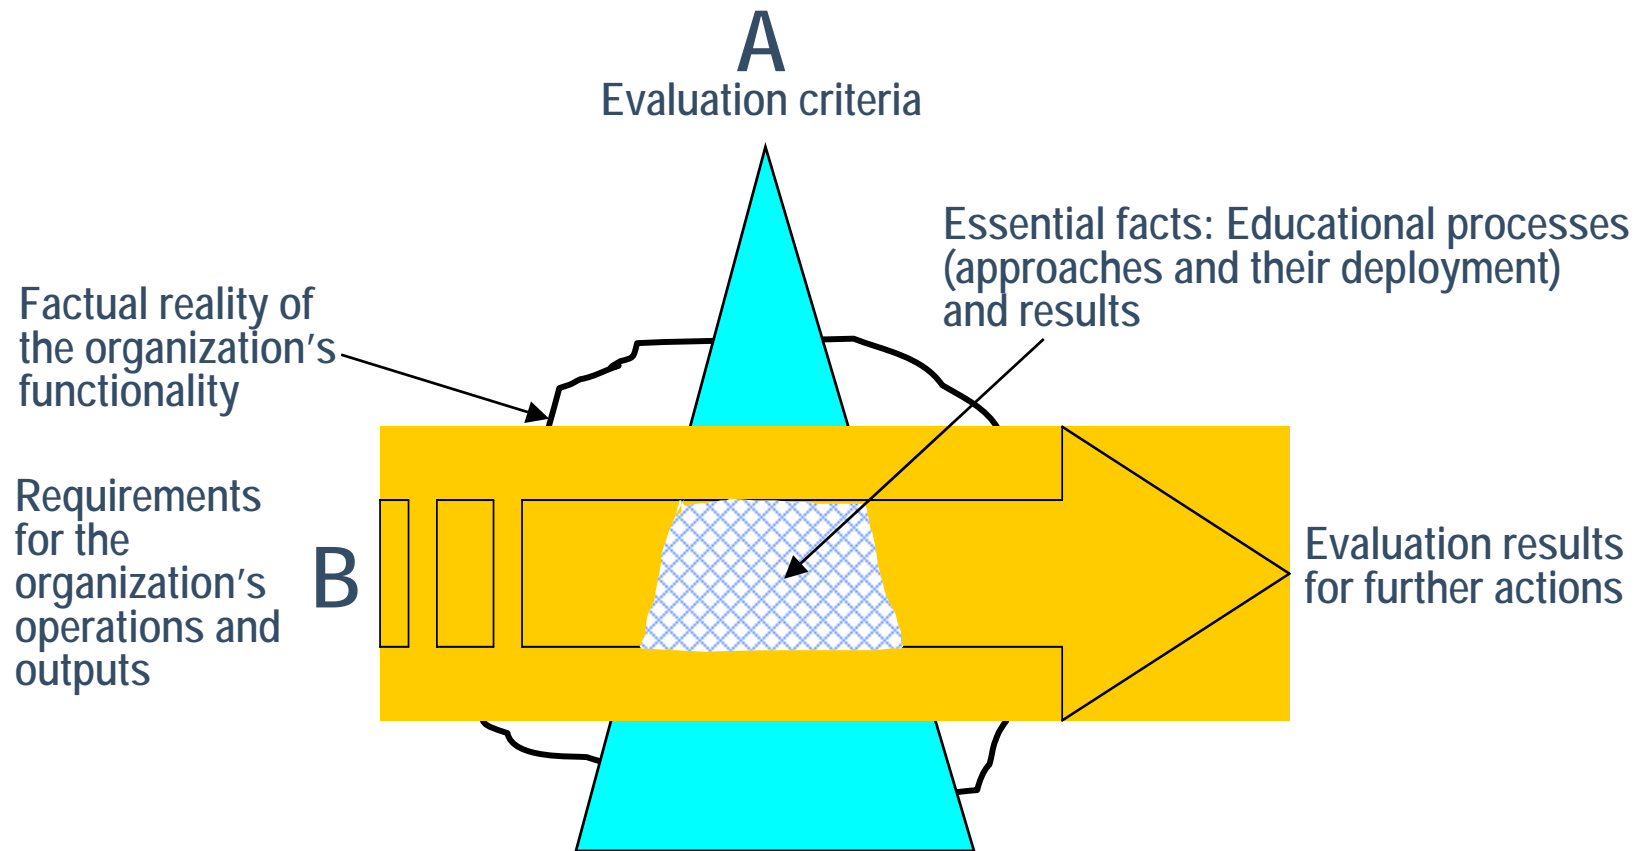 A
Evaluation criteria
Essential facts: Educational processes
(approaches and their deployment)
and results
Factual reality of
the organization’s
functionality
Requirements
for the
organization’s
operations and
outputs
B
Evaluation results
for further actions